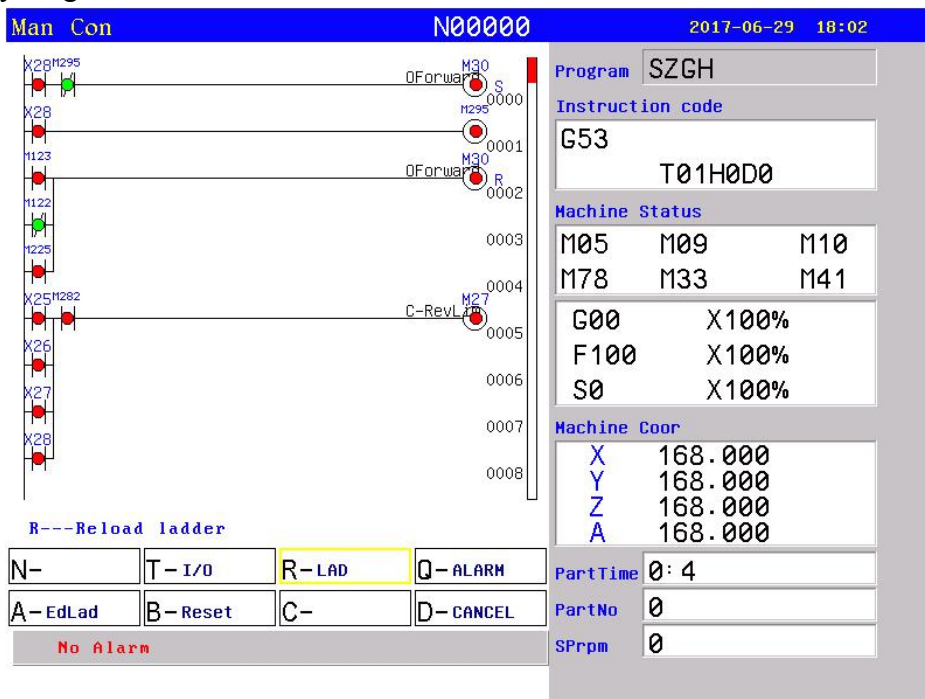 Man Con N00000 2017-06-29 18:02
X28 M295 OForward M30 S
0000
X28 M295
0001
M123 OForward M30 R
0002
M122
0003
M225
0004
X25 M282 C-RevLim M27
0005
X26
0006
X27
0007
X28
0008
R---Reload ladder
N- T-I/O R-LAD Q-ALARM
A-EdLad B-Reset C- D-CANCEL
No Alarm
Program SZGH
Instruction code
G53
T01H0D0
Machine Status
M05 M09 M10
M78 M33 M41
G00 X100%
F100 X100%
S0 X100%
Machine Coor
X 168.000
Y 168.000
Z 168.000
A 168.000
PartTime 0:4
PartNo 0
SPrpm 0